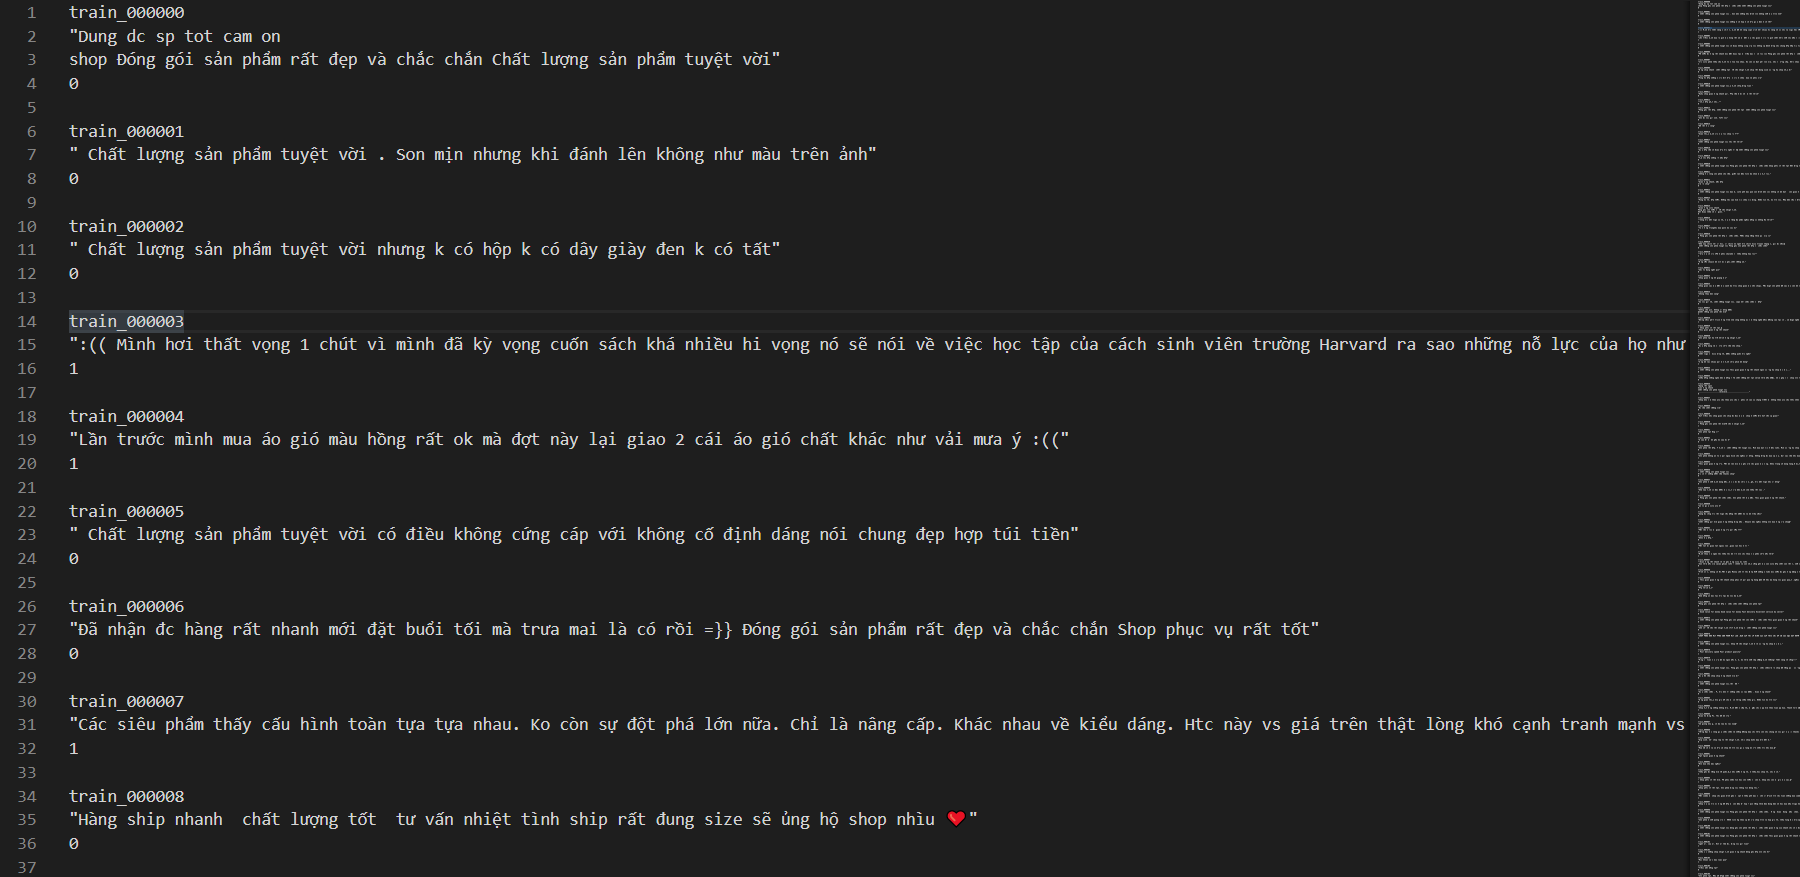 1 train_000000
2 "Dung dc sp tot cam on
3 shop Đóng gói sản phẩm rất đẹp và chắc chắn Chất lượng sản phẩm tuyệt vời"
4 0
5
6 train_000001
7 " Chất lượng sản phẩm tuyệt vời . Son mịn nhưng khi đánh lên không như màu trên ảnh"
8 0
9
10 train_000002
11 " Chất lượng sản phẩm tuyệt vời nhưng k có hộp k có dây giày đen k có tất"
12 0
13
14 train_000003
15 ":(( Mình hơi thất vọng 1 chút vì mình đã kỳ vọng cuốn sách khá nhiều hi vọng nó sẽ nói về việc học tập của cách sinh viên trường Harvard ra sao những nỗ lực của họ như
16 1
17
18 train_000004
19 "Lần trước mình mua áo gió màu hồng rất ok mà đợt này lại giao 2 cái áo gió chất khác như vải mưa ý :(("
20 1
21
22 train_000005
23 " Chất lượng sản phẩm tuyệt vời có điều không cứng cáp với không cố định dáng nói chung đẹp hợp túi tiền"
24 0
25
26 train_000006
27 "Đã nhận đc hàng rất nhanh mới đặt buổi tối mà trưa mai là có rồi =}} Đóng gói sản phẩm rất đẹp và chắc chắn Shop phục vụ rất tốt"
28 0
29
30 train_000007
31 "Các siêu phẩm thấy cấu hình toàn tựa tựa nhau. Ko còn sự đột phá lớn nữa. Chỉ là nâng cấp. Khác nhau về kiểu dáng. Htc này vs giá trên thật lòng khó cạnh tranh mạnh vs
32 1
33
34 train_000008
35 "Hàng ship nhanh  chất lượng tốt  tư vấn nhiệt tình ship rất đung size sẽ ủng hộ shop nhìu ❤️"
36 0
37